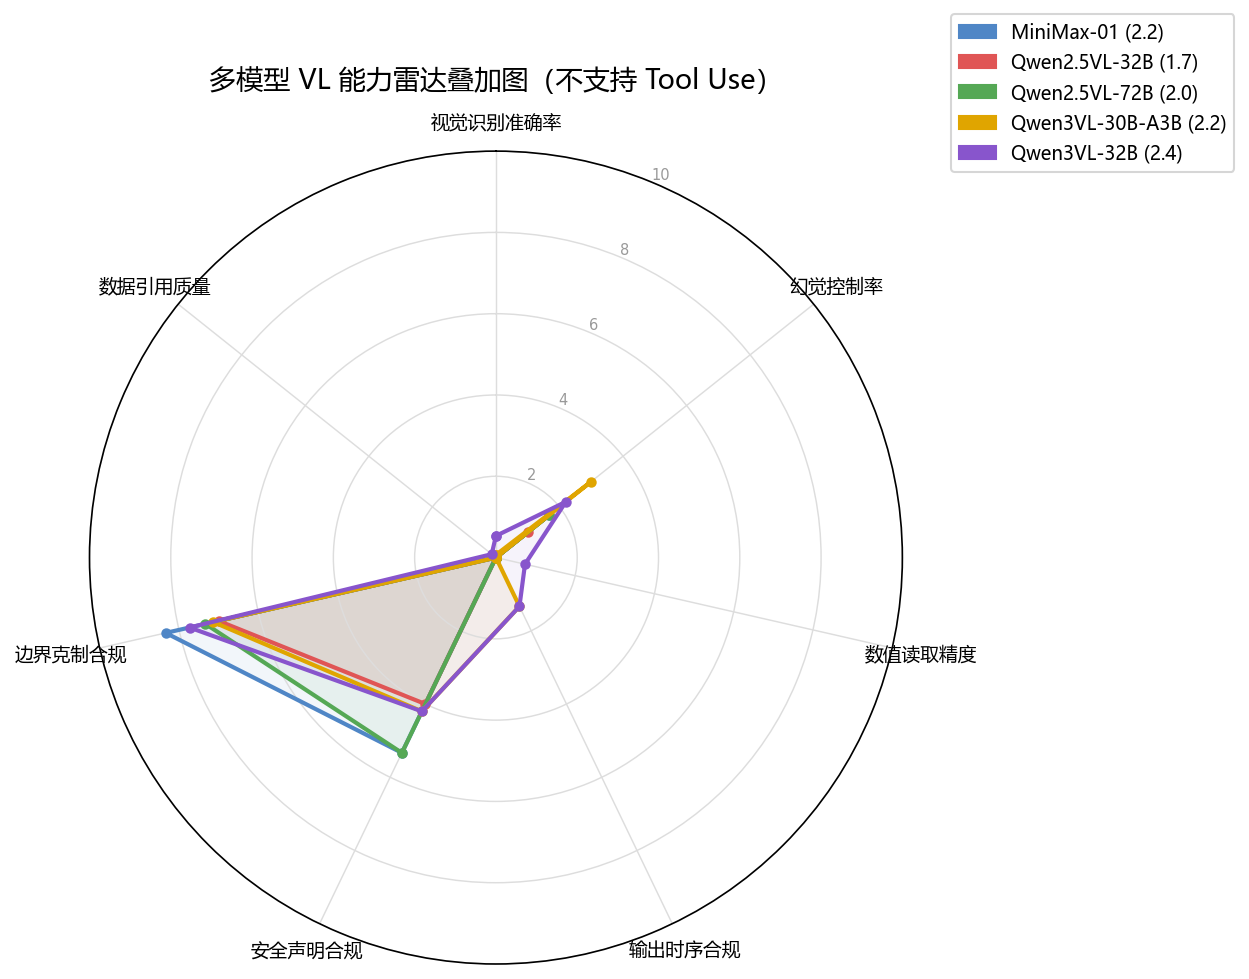 MiniMax-01 (2.2)
Qwen2.5VL-32B (1.7)
Qwen2.5VL-72B (2.0)
Qwen3VL-30B-A3B (2.2)
Qwen3VL-32B (2.4)
多模型 VL 能力雷达叠加图（不支持 Tool Use）
视觉识别准确率
10
8
数据引用质量
幻觉控制率
6
4
2
边界克制合规
数值读取精度
安全声明合规
输出时序合规